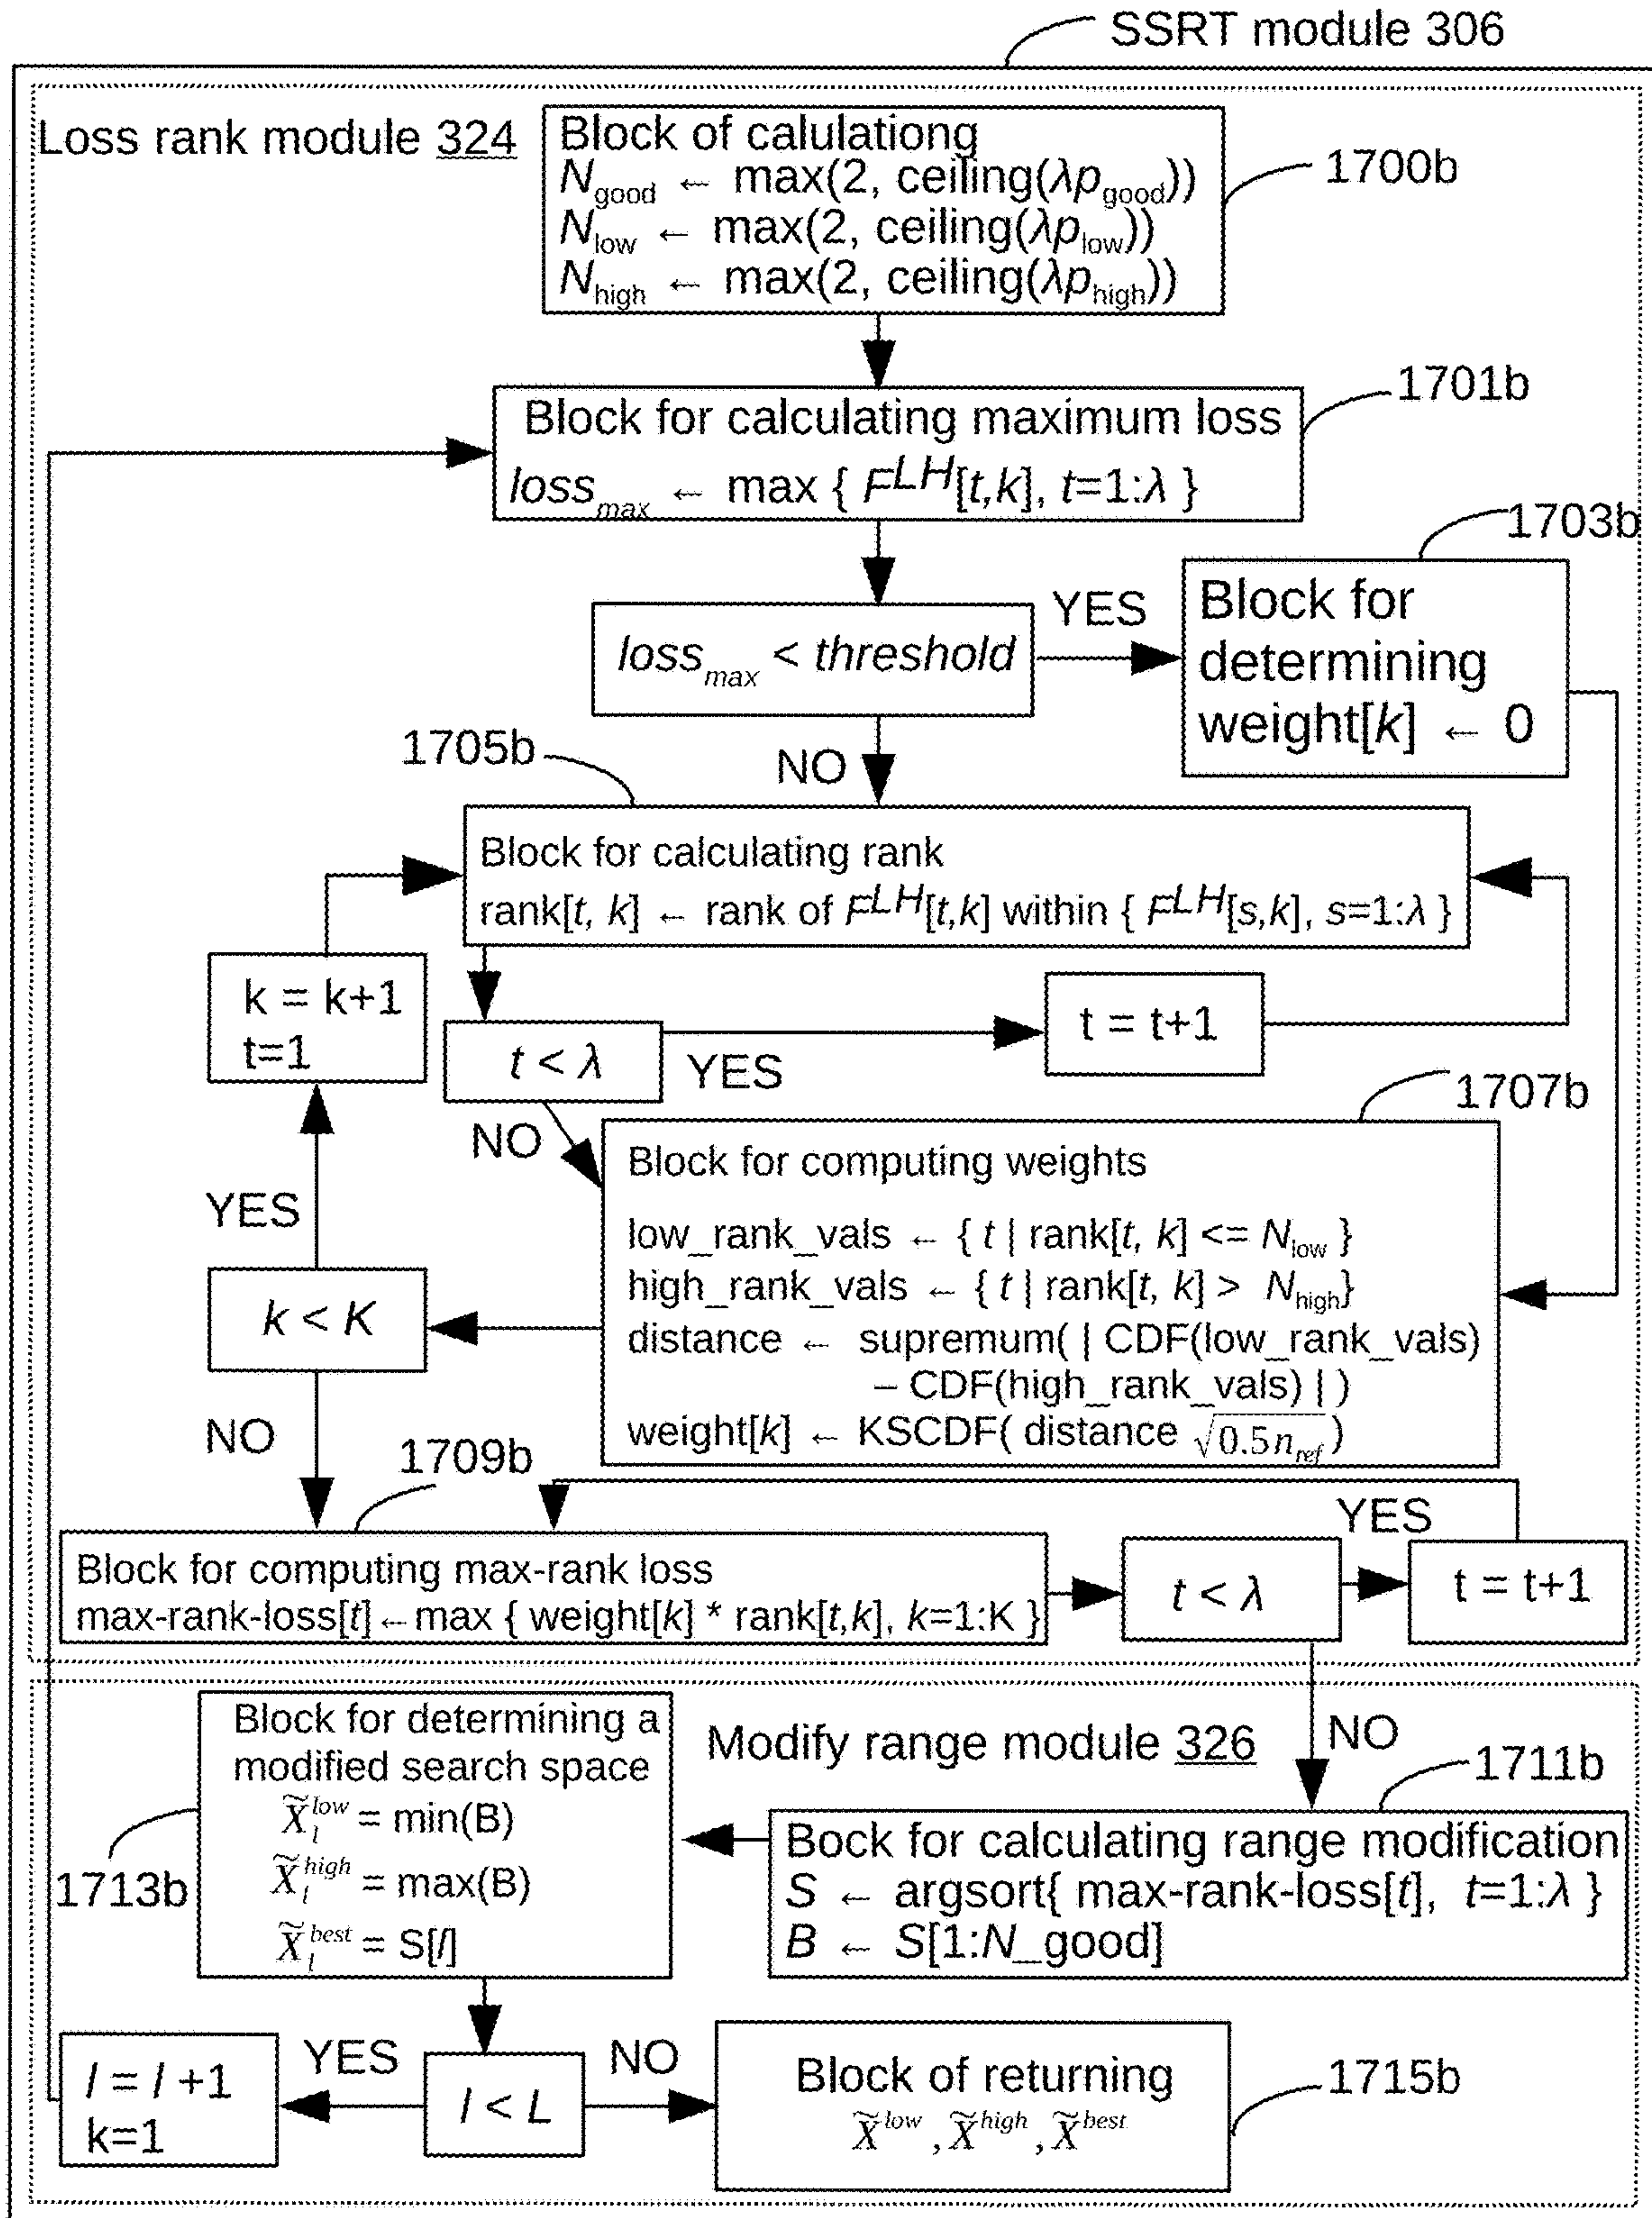 SSRT module 306
Loss rank module 324
Block of calulationg
N_good ← max(2, ceiling(λp_good))
N_low ← max(2, ceiling(λp_low))
N_high ← max(2, ceiling(λp_high))
1700b
Block for calculating maximum loss
loss_max ← max { F^LH[t,k], t=1:λ }
1701b
loss_max < threshold
YES
1703b
Block for
determining
weight[k] ← 0
NO
1705b
Block for calculating rank
rank[t, k] ← rank of F^LH[t,k] within { F^LH[s,k], s=1:λ }
k = k+1
t=1
t < λ
YES
t = t+1
NO
1707b
Block for computing weights
low_rank_vals ← { t | rank[t, k] <= N_low }
high_rank_vals ← { t | rank[t, k] > N_high}
distance ← supremum( | CDF(low_rank_vals)
– CDF(high_rank_vals) | )
weight[k] ← KSCDF( distance √0.5n_ref )
YES
k < K
NO
1709b
Block for computing max-rank loss
max-rank-loss[t]←max { weight[k] * rank[t,k], k=1:K }
t < λ
YES
t = t+1
NO
Modify range module 326
1711b
Bock for calculating range modification
S ← argsort{ max-rank-loss[t], t=1:λ }
B ← S[1:N_good]
Block for determining a
modified search space
X̃_l^low = min(B)
X̃_l^high = max(B)
X̃_l^best = S[l]
1713b
l < L
YES
l = l +1
k=1
NO
Block of returning
X̃^low , X̃^high , X̃^best
1715b